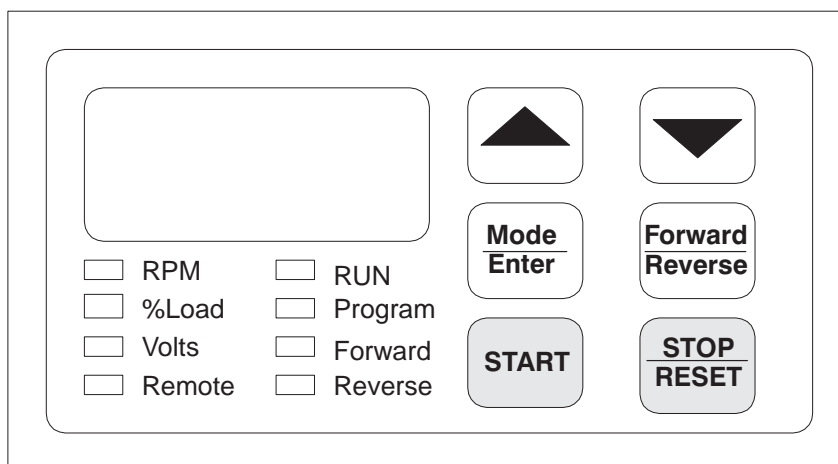 RPM
%Load
Volts
Remote
RUN
Program
Forward
Reverse
Mode
Enter
Forward
Reverse
START
STOP
RESET